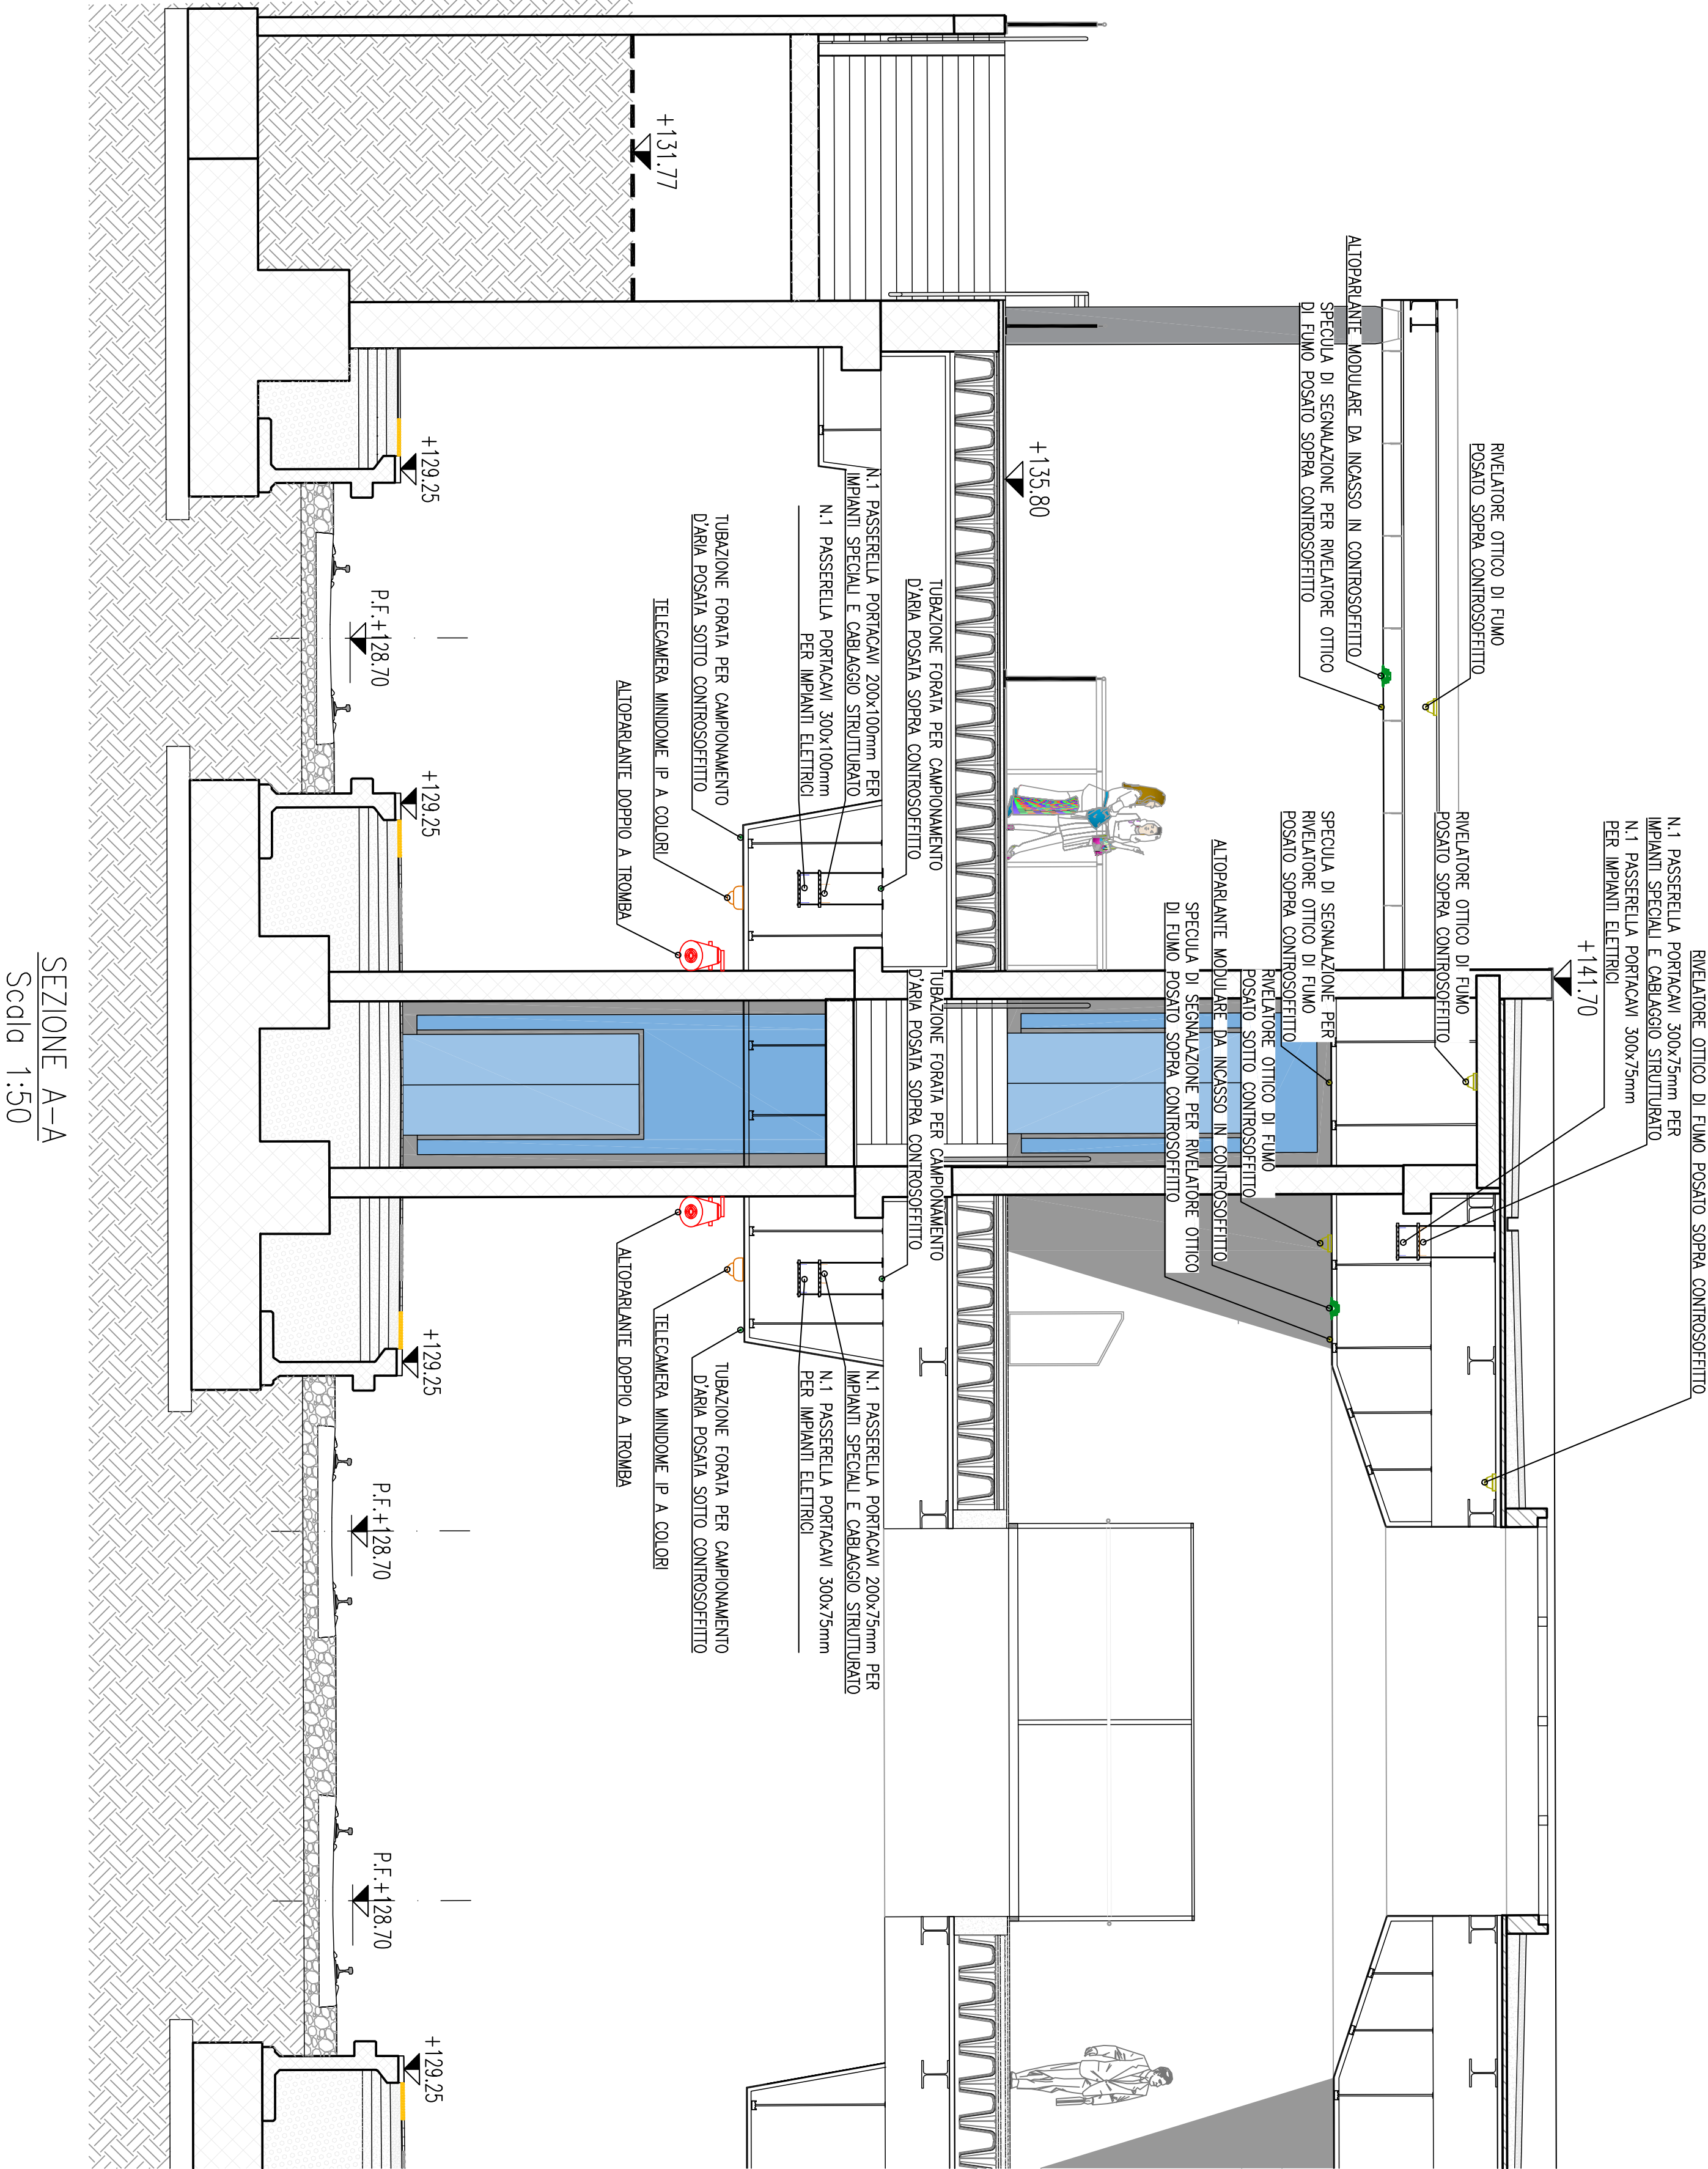 RIVELATORE OTTICO DI FUMO POSATO SOPRA CONTROSOFFITTO
N.1 PASSERELLA PORTACAVI 300x75mm PER
IMPIANTI SPECIALI E CABLAGGIO STRUTTURATO
N.1 PASSERELLA PORTACAVI 300x75mm
PER IMPIANTI ELETTRICI
+141.70
RIVELATORE OTTICO DI FUMO
POSATO SOPRA CONTROSOFFITTO
RIVELATORE OTTICO DI FUMO
POSATO SOPRA CONTROSOFFITTO
ALTOPARLANTE MODULARE DA INCASSO IN CONTROSOFFITTO
SPECULA DI SEGNALAZIONE PER RIVELATORE OTTICO
DI FUMO POSATO SOPRA CONTROSOFFITTO
SPECULA DI SEGNALAZIONE PER
RIVELATORE OTTICO DI FUMO
POSATO SOPRA CONTROSOFFITTO
RIVELATORE OTTICO DI FUMO
POSATO SOTTO CONTROSOFFITTO
ALTOPARLANTE MODULARE DA INCASSO IN CONTROSOFFITTO
SPECULA DI SEGNALAZIONE PER RIVELATORE OTTICO
DI FUMO POSATO SOPRA CONTROSOFFITTO
+135.80
TUBAZIONE FORATA PER CAMPIONAMENTO
D'ARIA POSATA SOPRA CONTROSOFFITTO
TUBAZIONE FORATA PER CAMPIONAMENTO
D'ARIA POSATA SOPRA CONTROSOFFITTO
N.1 PASSERELLA PORTACAVI 200x100mm PER
IMPIANTI SPECIALI E CABLAGGIO STRUTTURATO
N.1 PASSERELLA PORTACAVI 300x100mm
PER IMPIANTI ELETTRICI
N.1 PASSERELLA PORTACAVI 200x75mm PER
IMPIANTI SPECIALI E CABLAGGIO STRUTTURATO
N.1 PASSERELLA PORTACAVI 300x75mm
PER IMPIANTI ELETTRICI
TUBAZIONE FORATA PER CAMPIONAMENTO
D'ARIA POSATA SOTTO CONTROSOFFITTO
TUBAZIONE FORATA PER CAMPIONAMENTO
D'ARIA POSATA SOTTO CONTROSOFFITTO
+131.77
TELECAMERA MINIDOME IP A COLORI
TELECAMERA MINIDOME IP A COLORI
ALTOPARLANTE DOPPIO A TROMBA
ALTOPARLANTE DOPPIO A TROMBA
+129.25
+129.25
+129.25
+129.25
P.F.+128.70
P.F.+128.70
P.F.+128.70
SEZIONE A-A
Scala 1:50